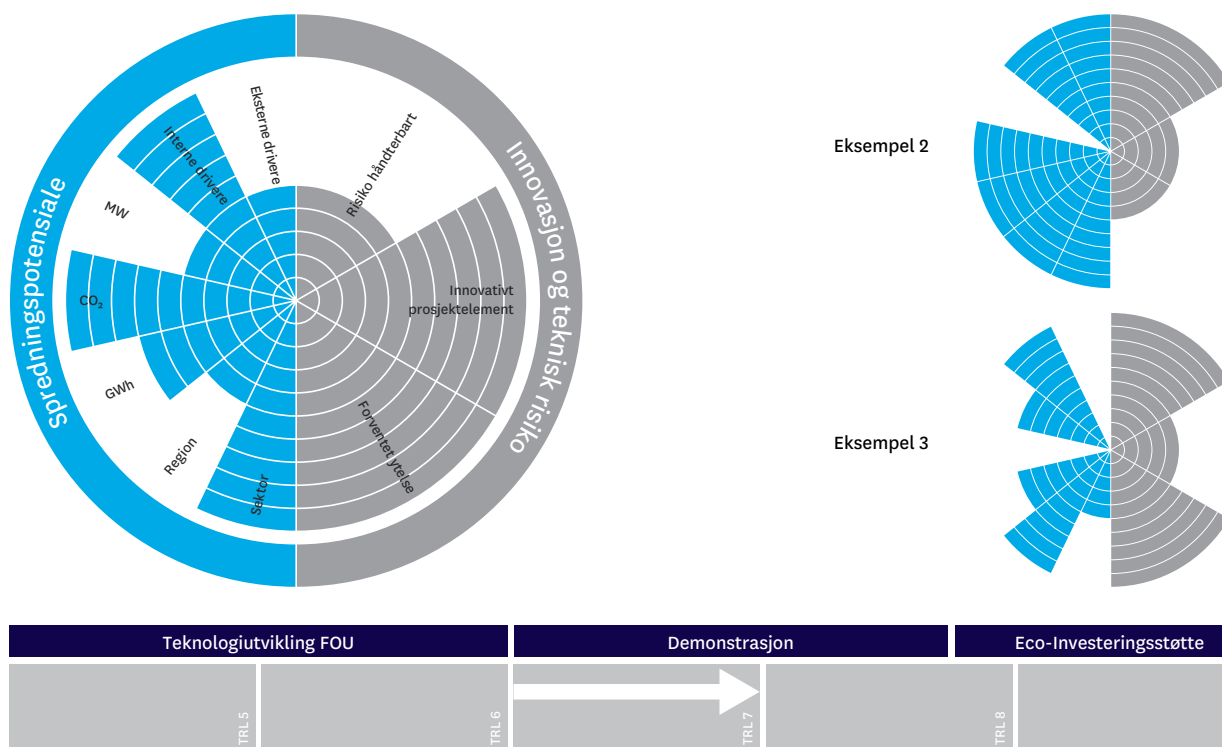 Spredningspotensiale
Innovasjon og teknisk risiko
Eksterne drivere
Risiko håndterbart
Interne drivere
MW
CO₂
Innovativt
prosjektelement
GWh
Region
Sektor
Forventet ytelse
Eksempel 2
Eksempel 3
Teknologiutvikling FOU
Demonstrasjon
Eco-Investeringsstøtte
TRL 5
TRL 6
TRL 7
TRL 8